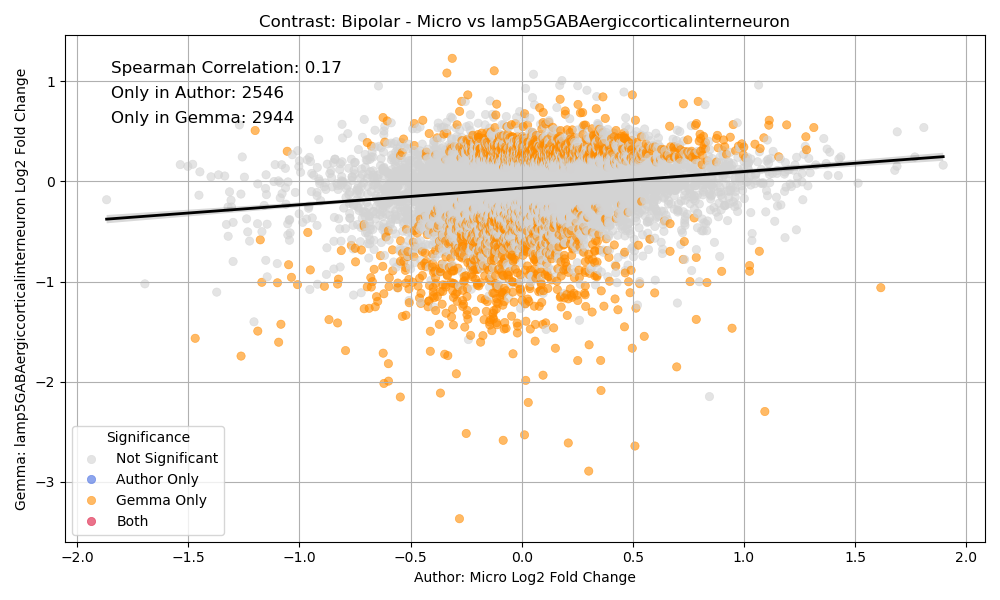 Contrast: Bipolar - Micro vs lamp5GABAergiccorticalinterneuron
Spearman Correlation: 0.17
Only in Author: 2546
Only in Gemma: 2944
Gemma: lamp5GABAergiccorticalinterneuron Log2 Fold Change
1
0
−1
−2
−3
Significance
Not Significant
Author Only
Gemma Only
Both
−2.0 −1.5 −1.0 −0.5 0.0 0.5 1.0 1.5 2.0
Author: Micro Log2 Fold Change